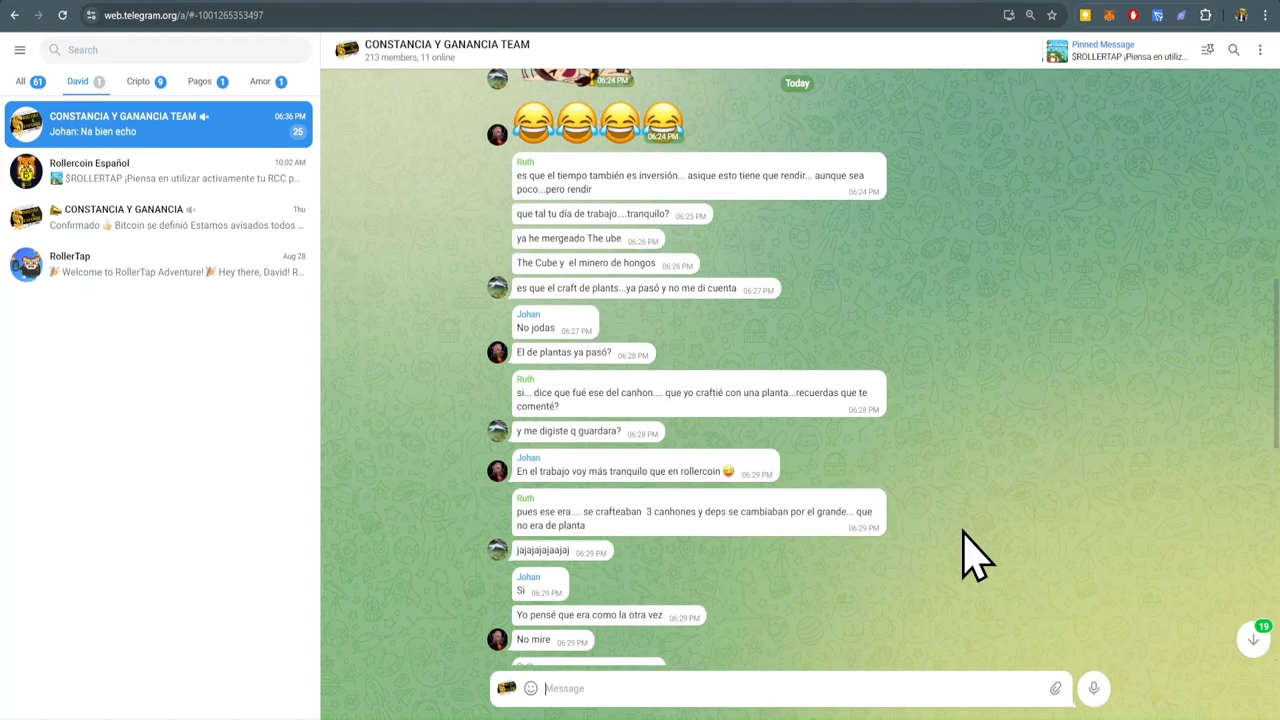 web.telegram.org/a/#-1001265353497
Search
All 61
David 1
Cripto 9
Pagos 1
Amor 1
CONSTANCIA Y GANANCIA TEAM 06:36 PM
Johan: Na bien echo 25
Rollercoin Español 10:02 AM
$ROLLERTAP ¡Piensa en utilizar activamente tu RCC p...
CONSTANCIA Y GANANCIA Thu
Confirmado 👍🏻 Bitcoin se definió Estamos avisados todos ...
RollerTap Aug 28
🎉 Welcome to RollerTap Adventure! 🎉 Hey there, David! R...
CONSTANCIA Y GANANCIA TEAM
213 members, 11 online
Pinned Message
$ROLLERTAP ¡Piensa en utiliz...
06:24 PM
Today
😂😂😂😂 06:24 PM
Ruth
es que el tiempo también es inversión... asique esto tiene que rendir... aunque sea
poco...pero rendir 06:24 PM
que tal tu día de trabajo....tranquilo? 06:25 PM
ya he mergeado The ube 06:26 PM
The Cube y el minero de hongos 06:26 PM
es que el craft de plants...ya pasó y no me di cuenta 06:27 PM
Johan
No jodas 06:27 PM
El de plantas ya pasó? 06:28 PM
Ruth
si... dice que fué ese del canhon.... que yo craftié con una planta...recuerdas que te
comenté? 06:28 PM
y me digiste q guardara? 06:28 PM
Johan
En el trabajo voy más tranquilo que en rollercoin 😜 06:29 PM
Ruth
pues ese era.... se crafteaban 3 canhones y deps se cambiaban por el grande... que
no era de planta 06:29 PM
jajajajajaajaj 06:29 PM
Johan
Si 06:29 PM
Yo pensé que era como la otra vez 06:29 PM
No mire 06:29 PM
19
Message